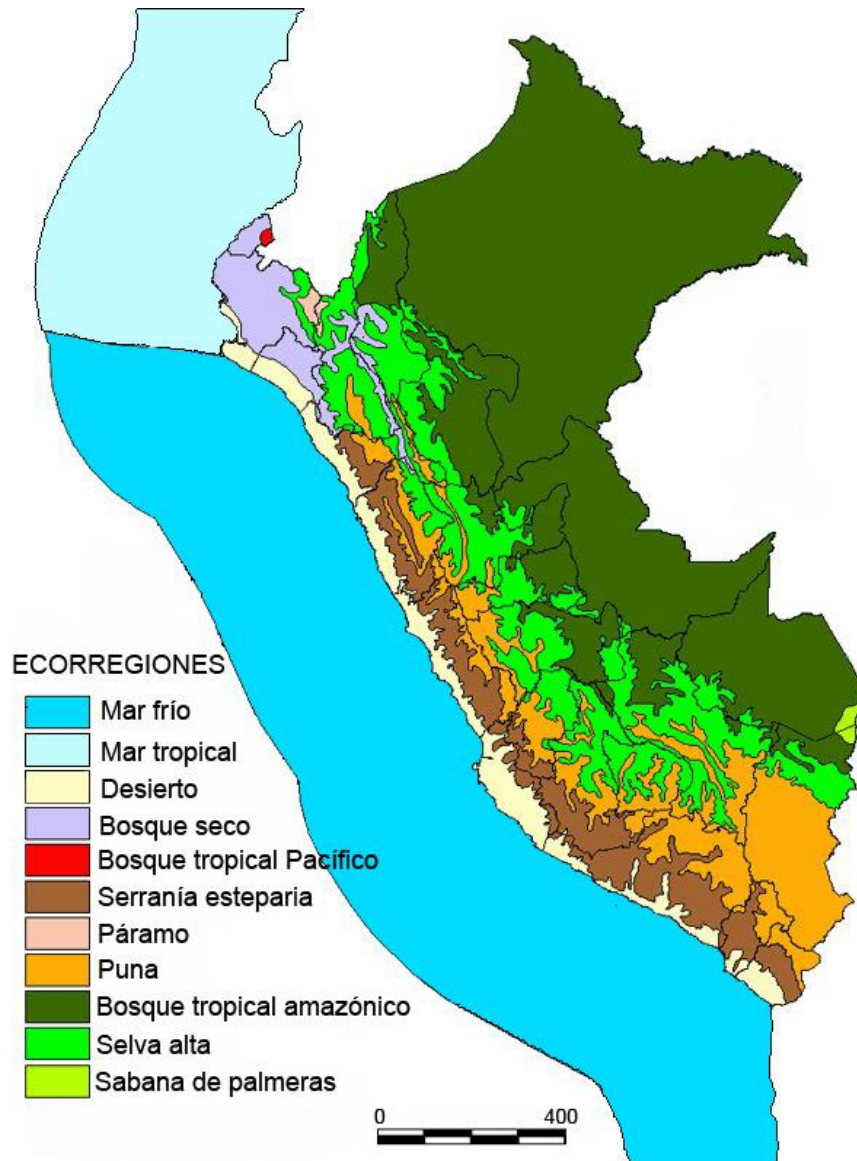 ECORREGIONES
Mar frío
Mar tropical
Desierto
Bosque seco
Bosque tropical Pacífico
Serranía esteparia
Páramo
Puna
Bosque tropical amazónico
Selva alta
Sabana de palmeras
0 400